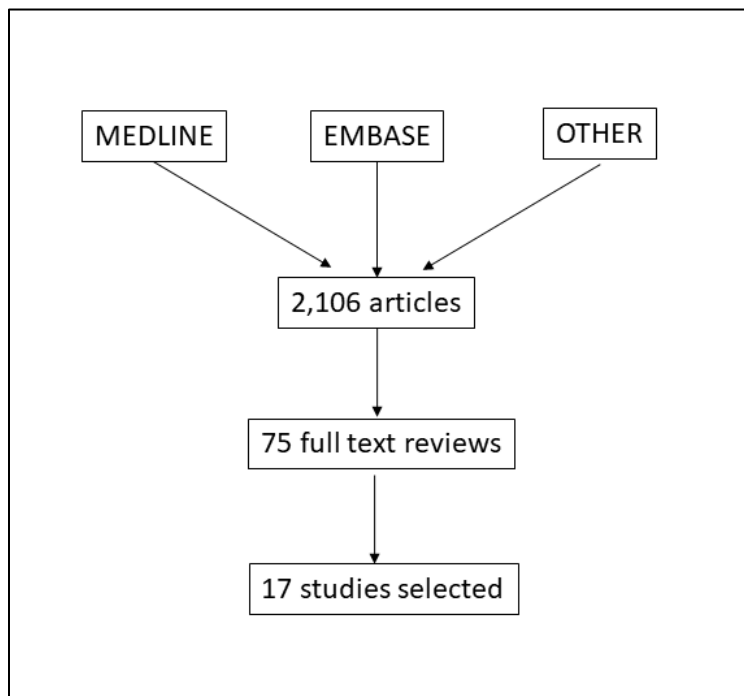 MEDLINE
EMBASE
OTHER
2,106 articles
75 full text reviews
17 studies selected